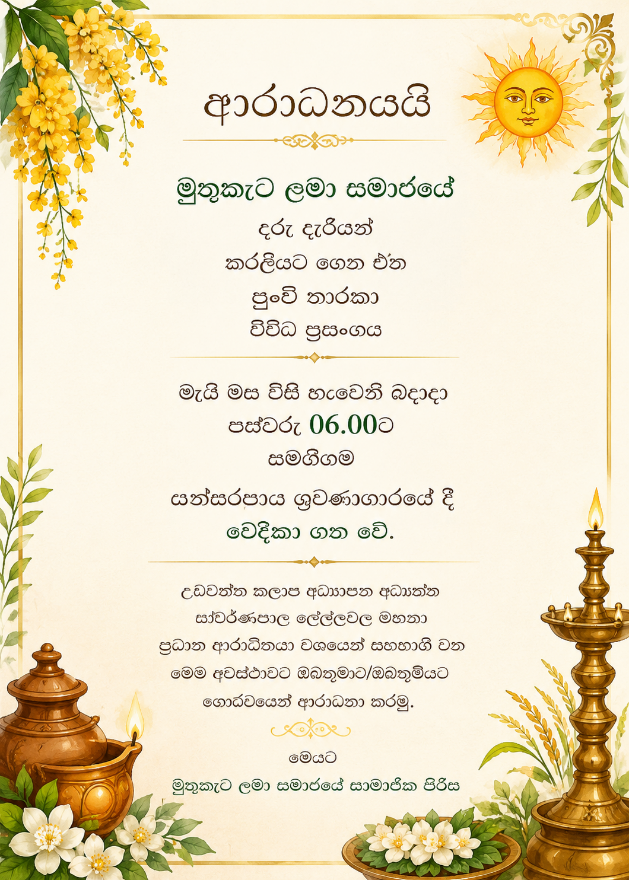 ආරාධනයයි
මුතුකැට ළමා සමාජයේ
දරු දැරියන්
කරළියට ගෙන එන
පුංචි තාරකා
විවිධ ප්‍රසංගය
මැයි මස විසි හැවෙනි බදාදා
පස්වරු 06.00ට
සමගිගම
යන්සරපාය ශ්‍රවණාගාරයේ දී
වේදිකා ගත වේ.
උඩවත්ත කලාප අධ්‍යාපන අධ්‍යක්ෂ
ස්වර්ණපාල ලේල්ලවල මහතා
ප්‍රධාන ආරාධිතයා වශයෙන් සහභාගි වන
මෙම අවස්ථාවට ඔබතුමාට/ඔබතුමියට
ගෞරවයෙන් ආරාධනා කරමු.
මෙයට
මුතුකැට ළමා සමාජයේ සාමාජික පිරිස